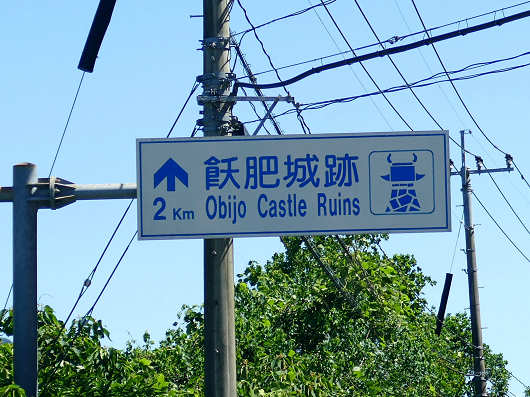 飫肥城跡
2 Km Obijo Castle Ruins